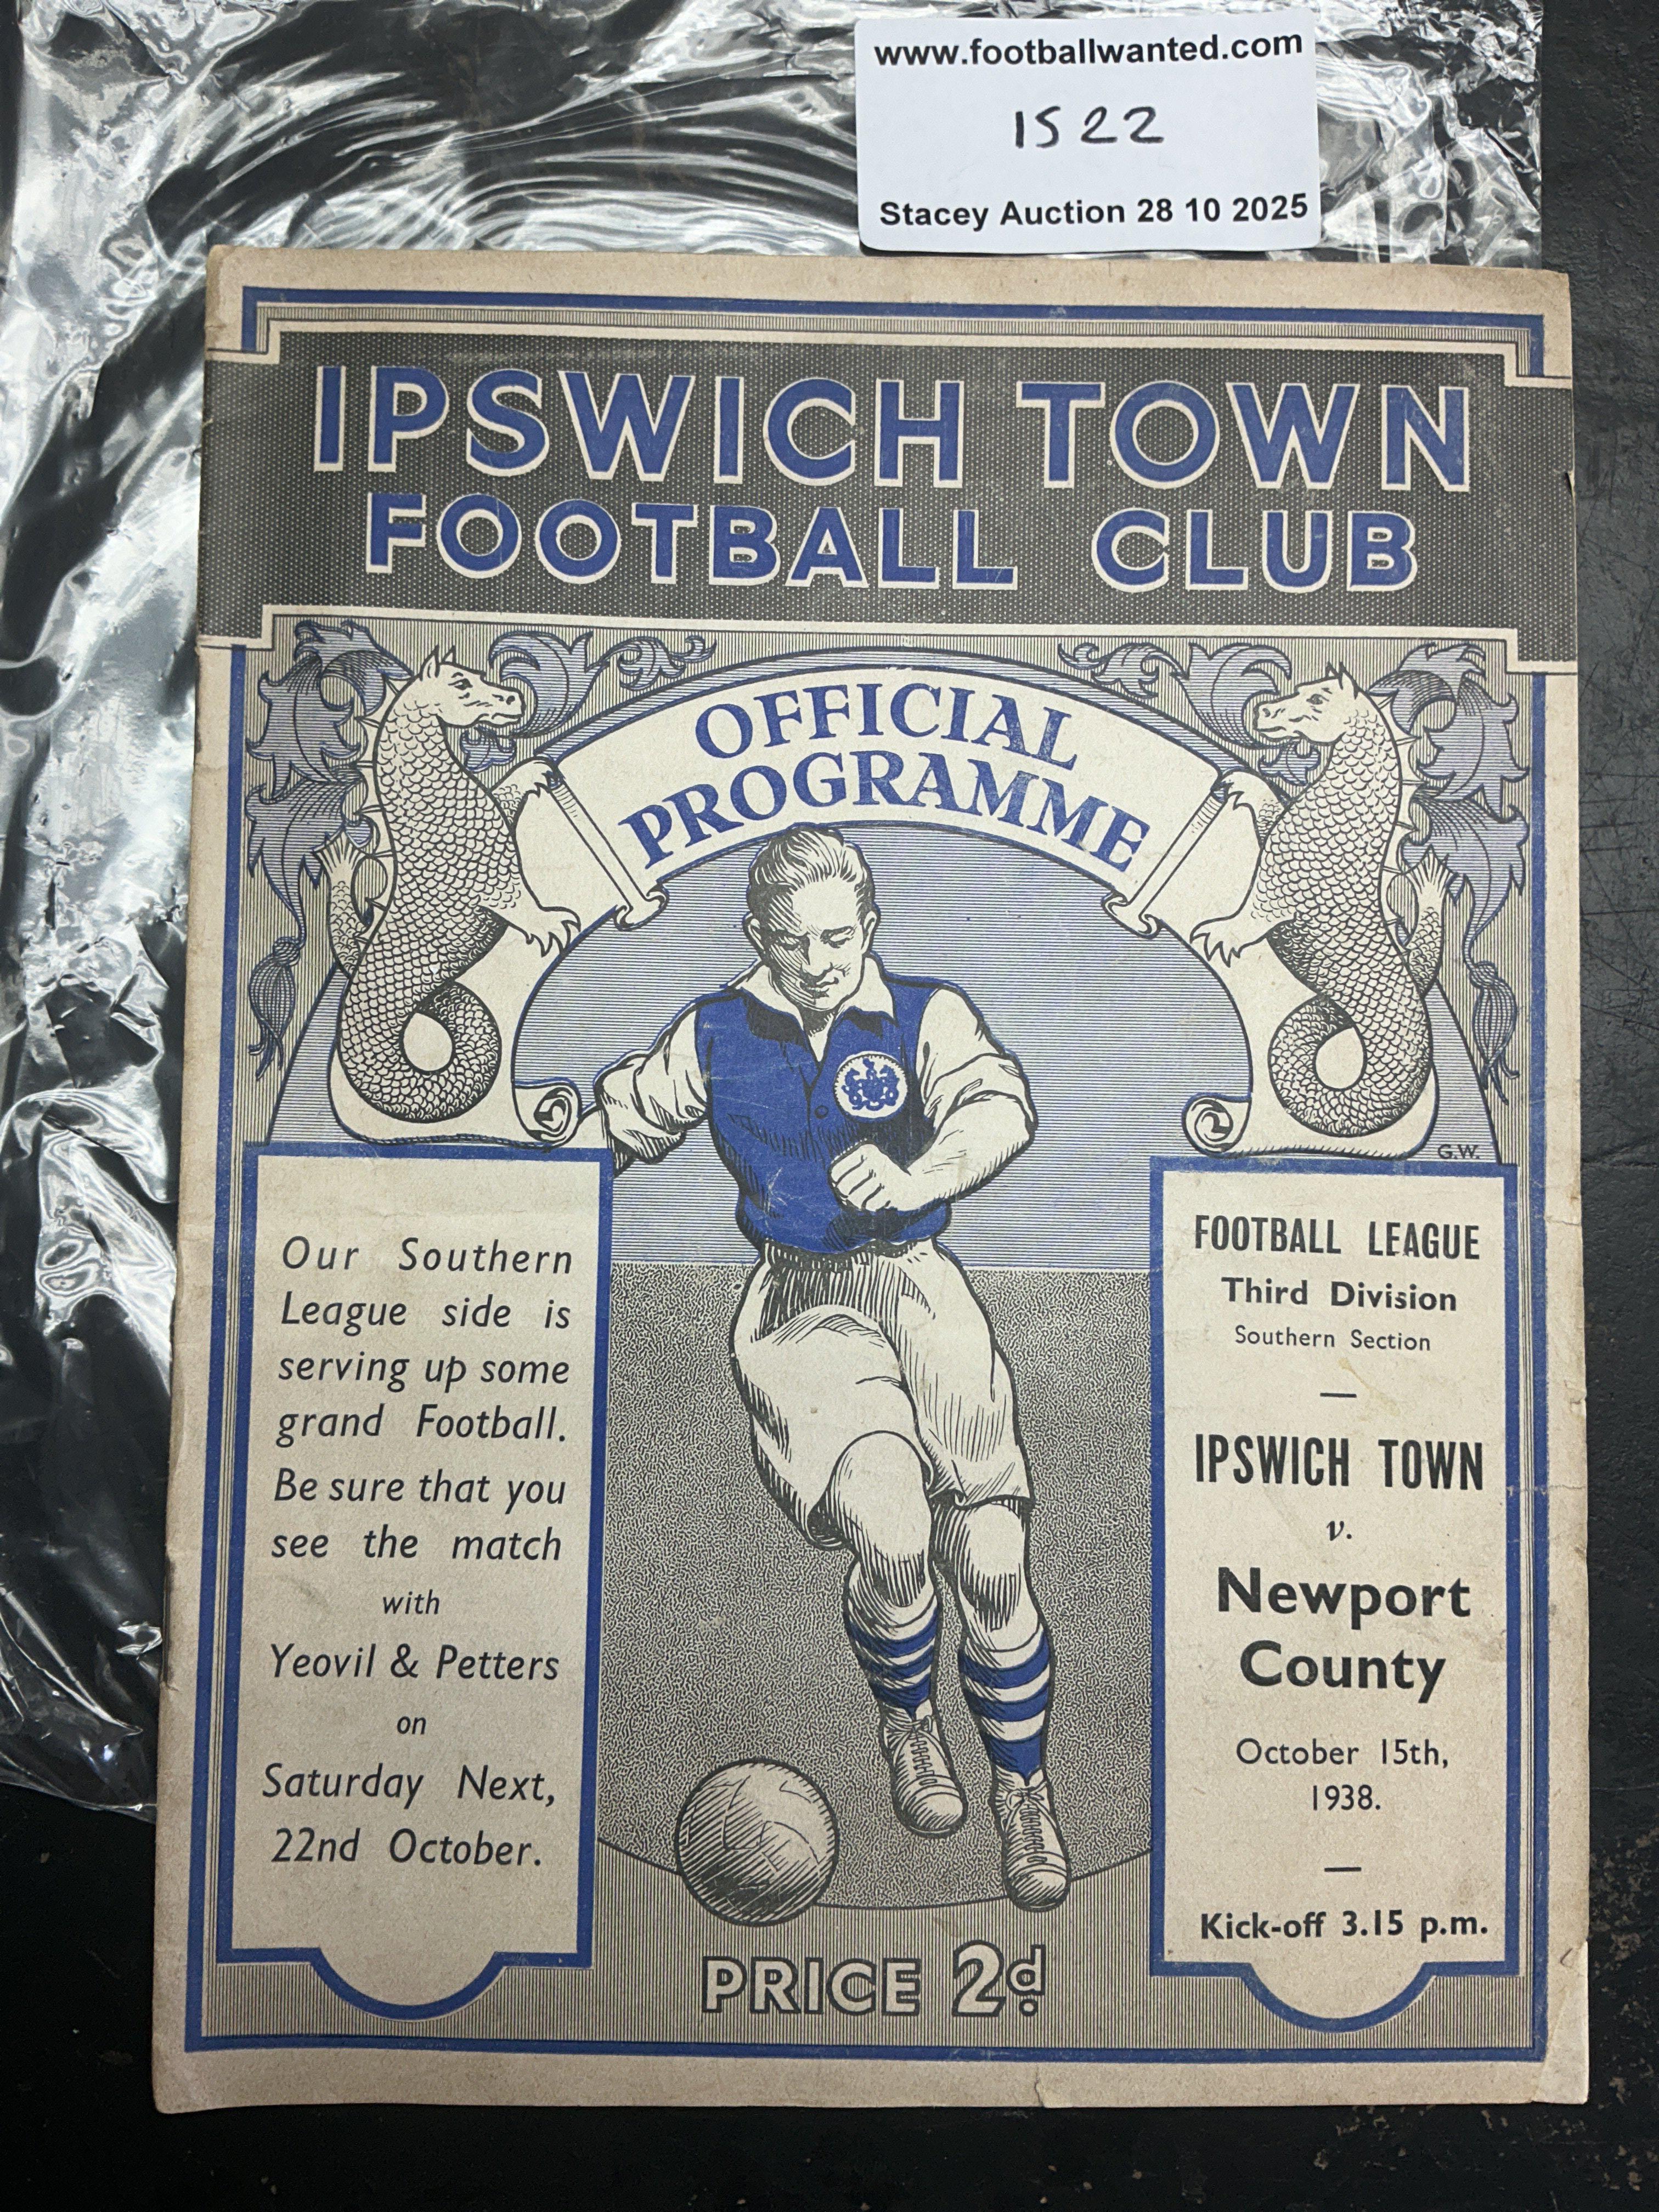 www.footballwanted.com
1522
Stacey Auction 28 10 2025
IPSWICH TOWN
FOOTBALL CLUB
OFFICIAL
PROGRAMME
G.W.
Our Southern
League side is
serving up some
grand Football.
Be sure that you
see the match
with
Yeovil & Petters
on
Saturday Next,
22nd October.
FOOTBALL LEAGUE
Third Division
Southern Section
—
IPSWICH TOWN
v.
Newport
County
October 15th,
1938.
—
Kick-off 3.15 p.m.
PRICE 2d.